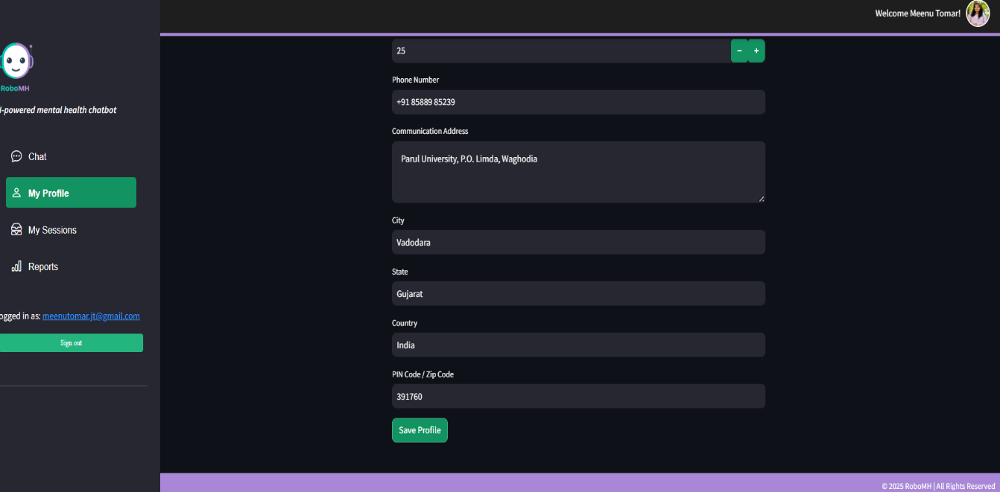 Welcome Meenu Tomar!
RoboMH
I-powered mental health chatbot
Chat
My Profile
My Sessions
Reports
ogged in as: meenutomar.jt@gmail.com
Sign out
25
- +
Phone Number
+91 85889 85239
Communication Address
Parul University, P.O. Limda, Waghodia
City
Vadodara
State
Gujarat
Country
India
PIN Code / Zip Code
391760
Save Profile
© 2025 RoboMH | All Rights Reserved